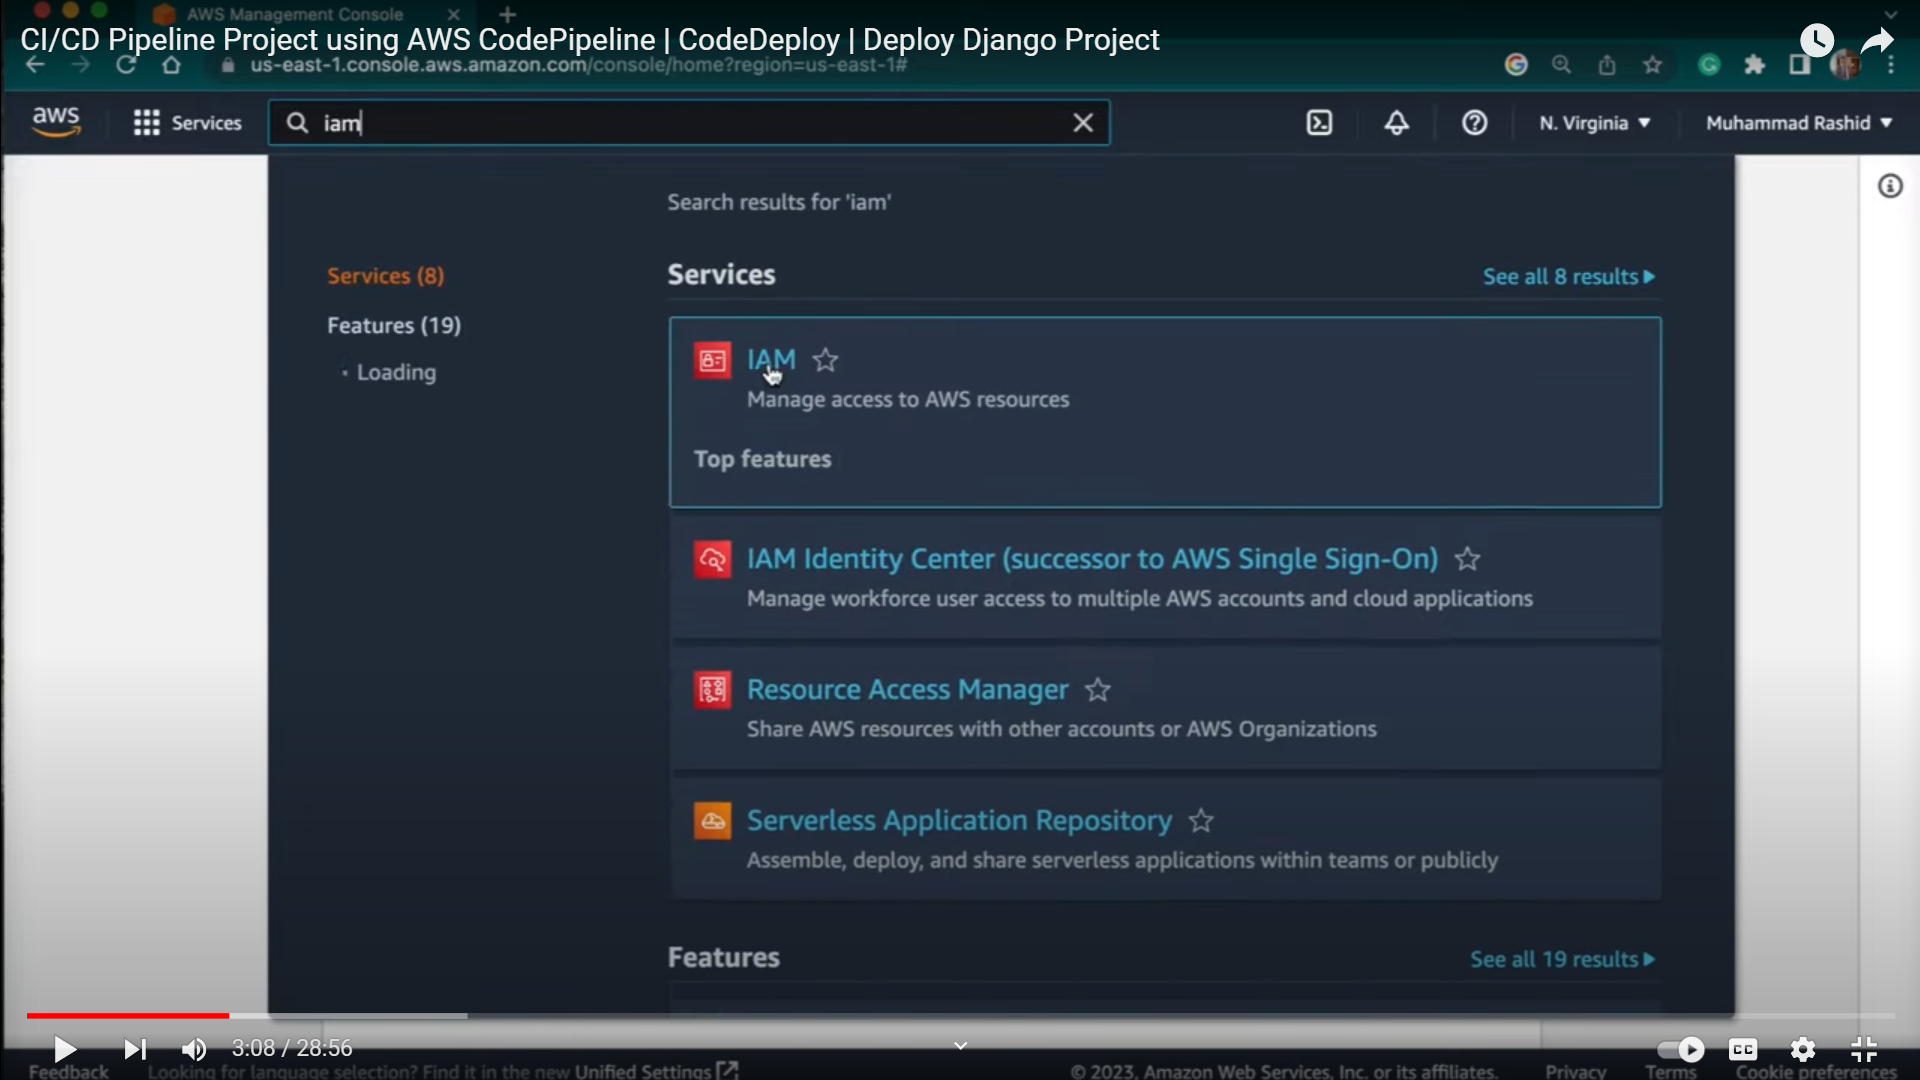 AWS Management Console
CI/CD Pipeline Project using AWS CodePipeline | CodeDeploy | Deploy Django Project
us-east-1.console.aws.amazon.com/console/home?region=us-east-1#
aws
Services
iam
N. Virginia
Muhammad Rashid
Search results for 'iam'
Services (8)
Features (19)
Loading
Services
See all 8 results
IAM
Manage access to AWS resources
Top features
IAM Identity Center (successor to AWS Single Sign-On)
Manage workforce user access to multiple AWS accounts and cloud applications
Resource Access Manager
Share AWS resources with other accounts or AWS Organizations
Serverless Application Repository
Assemble, deploy, and share serverless applications within teams or publicly
Features
See all 19 results
3:08 / 28:56
CC
Feedback
Looking for language selection? Find it in the new Unified Settings
© 2023, Amazon Web Services, Inc. or its affiliates.
Privacy
Terms
Cookie preferences